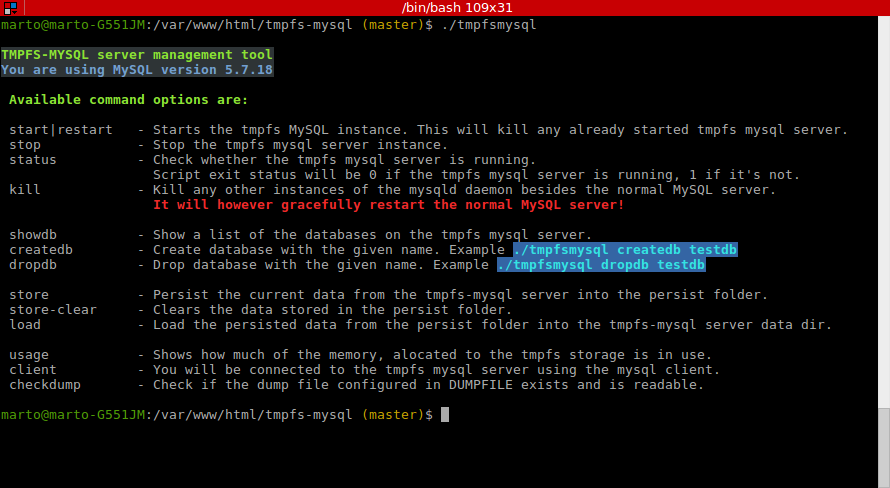 /bin/bash 109x31
marto@marto-G551JM:/var/www/html/tmpfs-mysql (master)$ ./tmpfsmysql
TMPFS-MYSQL server management tool
You are using MySQL version 5.7.18
Available command options are:
start|restart - Starts the tmpfs MySQL instance. This will kill any already started tmpfs mysql server.
stop - Stop the tmpfs mysql server instance.
status - Check whether the tmpfs mysql server is running.
Script exit status will be 0 if the tmpfs mysql server is running, 1 if it's not.
kill - Kill any other instances of the mysqld daemon besides the normal MySQL server.
It will however gracefully restart the normal MySQL server!
showdb - Show a list of the databases on the tmpfs mysql server.
createdb - Create database with the given name. Example ./tmpfsmysql createdb testdb
dropdb - Drop database with the given name. Example ./tmpfsmysql dropdb testdb
store - Persist the current data from the tmpfs-mysql server into the persist folder.
store-clear - Clears the data stored in the persist folder.
load - Load the persisted data from the persist folder into the tmpfs-mysql server data dir.
usage - Shows how much of the memory, alocated to the tmpfs storage is in use.
client - You will be connected to the tmpfs mysql server using the mysql client.
checkdump - Check if the dump file configured in DUMPFILE exists and is readable.
marto@marto-G551JM:/var/www/html/tmpfs-mysql (master)$